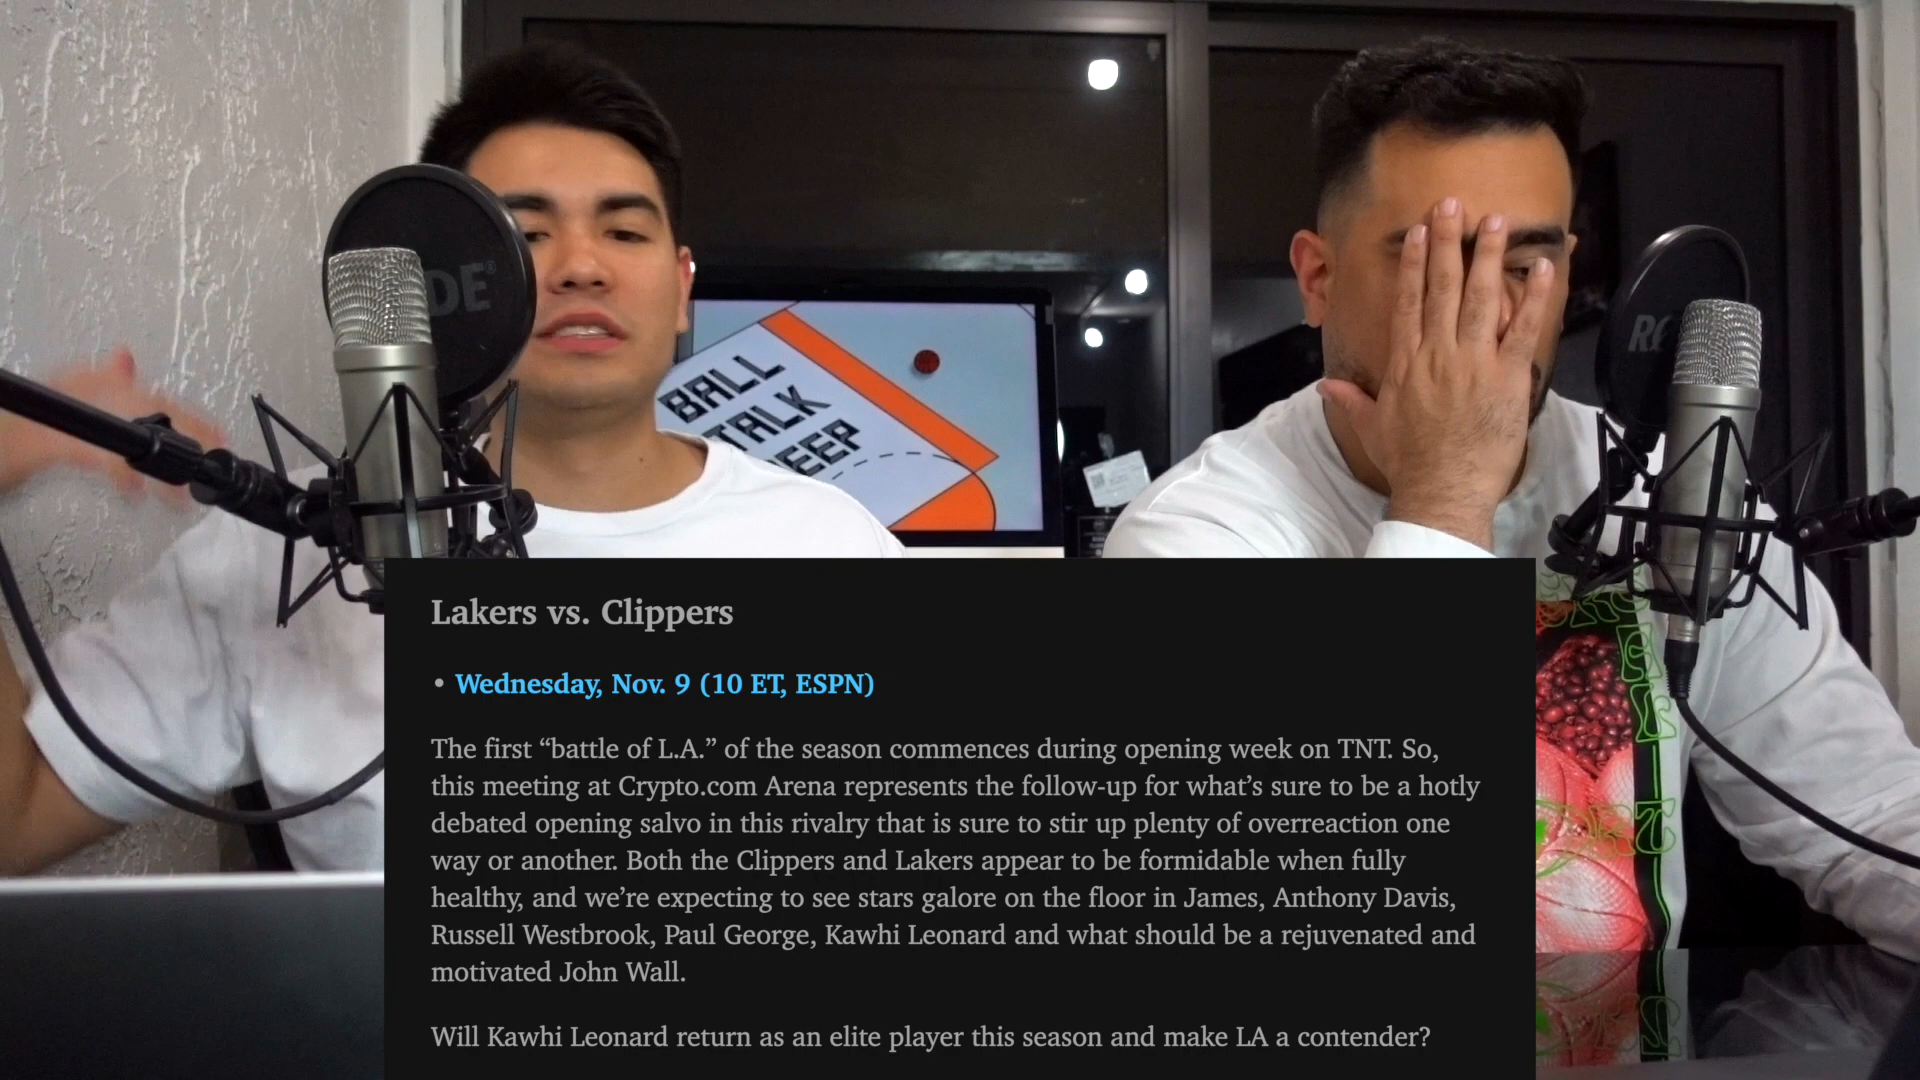 DE®
RO
BALL
TALK
DEEP
Lakers vs. Clippers
• Wednesday, Nov. 9 (10 ET, ESPN)
The first “battle of L.A.” of the season commences during opening week on TNT. So,
this meeting at Crypto.com Arena represents the follow-up for what’s sure to be a hotly
debated opening salvo in this rivalry that is sure to stir up plenty of overreaction one
way or another. Both the Clippers and Lakers appear to be formidable when fully
healthy, and we’re expecting to see stars galore on the floor in James, Anthony Davis,
Russell Westbrook, Paul George, Kawhi Leonard and what should be a rejuvenated and
motivated John Wall.
Will Kawhi Leonard return as an elite player this season and make LA a contender?